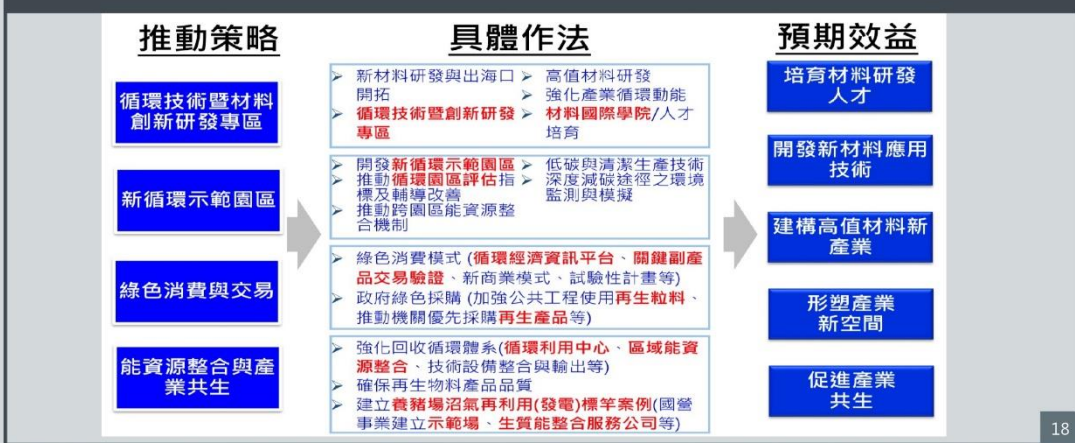 推動策略
具體作法
預期效益
循環技術暨材料
創新研發專區
新循環示範園區
綠色消費與交易
能資源整合與產
業共生
➢ 新材料研發與出海口
開拓
➢ 循環技術暨創新研發
專區
➢ 高值材料研發
➢ 強化產業循環動能
➢ 材料國際學院/人才
培育
➢ 開發新循環示範園區
➢ 推動循環園區評估指
標及輔導改善
➢ 推動跨園區能資源整
合機制
➢ 低碳與清潔生產技術
➢ 深度減碳途徑之環境
監測與模擬
➢ 綠色消費模式 (循環經濟資訊平台、關鍵副產
品交易驗證、新商業模式、試驗性計畫等)
➢ 政府綠色採購 (加強公共工程使用再生粒料、
推動機關優先採購再生產品等)
➢ 強化回收循環體系(循環利用中心、區域能資
源整合、技術設備整合與輸出等)
➢ 確保再生物料產品品質
➢ 建立養豬場沼氣再利用(發電)標竿案例(國營
事業建立示範場、生質能整合服務公司等)
培育材料研發
人才
開發新材料應用
技術
建構高值材料新
產業
形塑產業
新空間
促進產業
共生
18